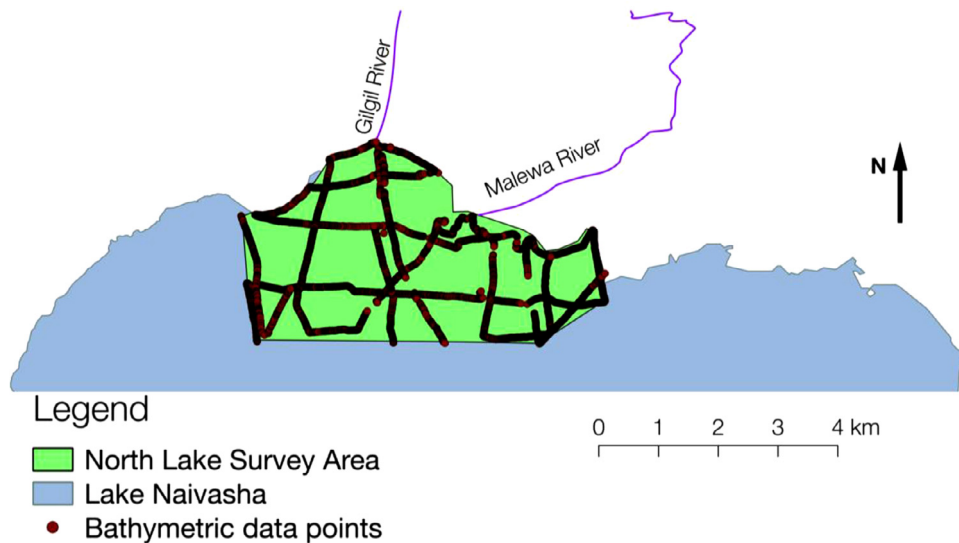 Gilgil River
Malewa River
N
Legend
North Lake Survey Area
Lake Naivasha
Bathymetric data points
0 1 2 3 4 km